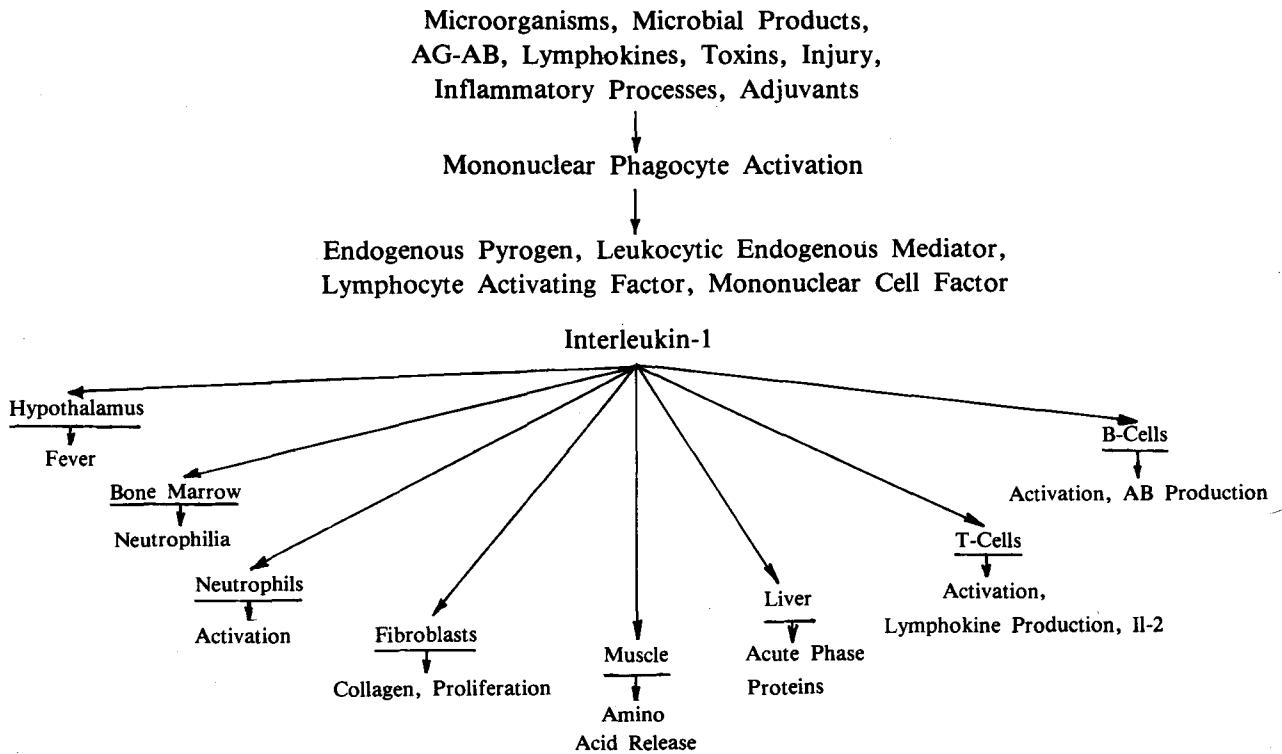 Microorganisms, Microbial Products,
AG-AB, Lymphokines, Toxins, Injury,
Inflammatory Processes, Adjuvants
Mononuclear Phagocyte Activation
Endogenous Pyrogen, Leukocytic Endogenous Mediator,
Lymphocyte Activating Factor, Mononuclear Cell Factor
Interleukin-1
Hypothalamus
Fever
Bone Marrow
Neutrophilia
Neutrophils
Activation
Fibroblasts
Collagen, Proliferation
Muscle
Amino
Acid Release
Liver
Acute Phase
Proteins
T-Cells
Activation,
Lymphokine Production, Il-2
B-Cells
Activation, AB Production